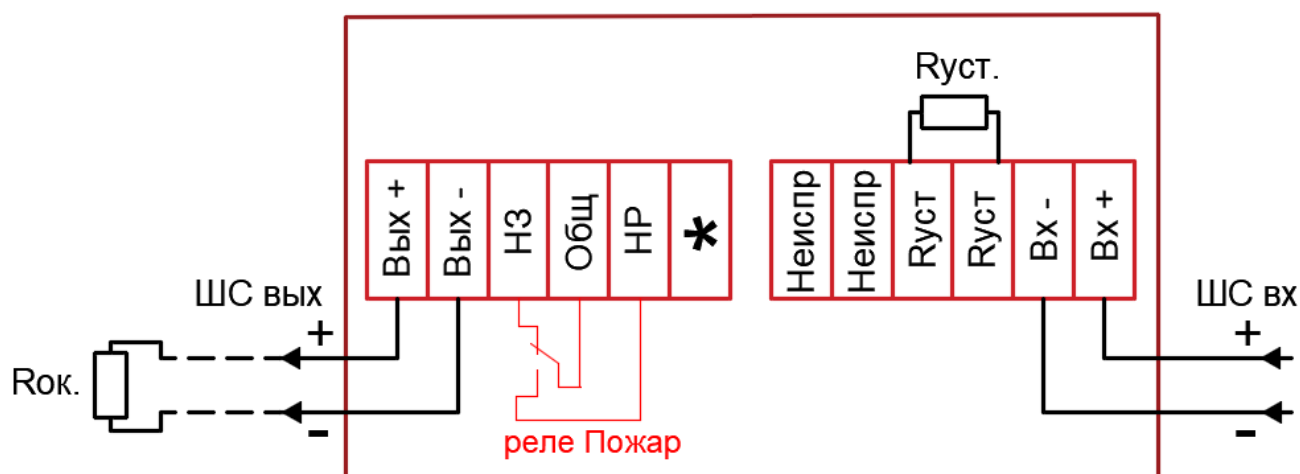 Rуст.
Вых +
Вых -
НЗ
Общ
НР
*
Неиспр
Неиспр
Rуст
Rуст
Вх -
Вх +
ШС вых
+
-
Rок.
реле Пожар
ШС вх
+
-